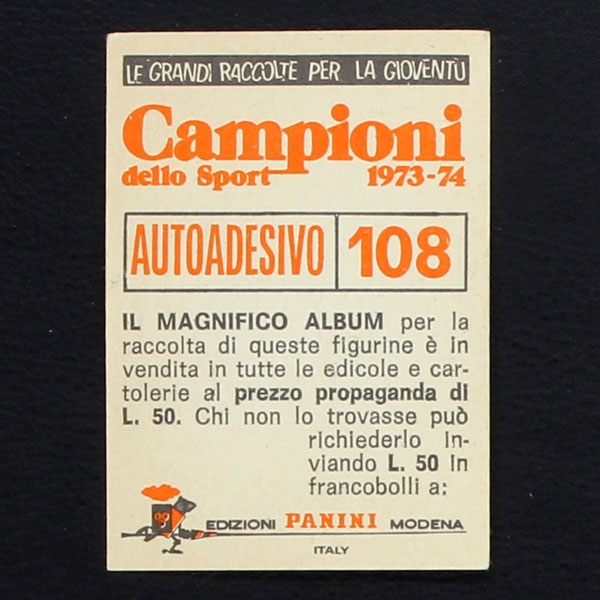 LE GRANDI RACCOLTE PER LA GIOVENTÙ
Campioni
dello Sport 1973-74
AUTOADESIVO 108
IL MAGNIFICO ALBUM per la
raccolta di queste figurine è in
vendita in tutte le edicole e car-
tolerie al prezzo propaganda di
L. 50. Chi non lo trovasse può
richiederlo in-
viando L. 50 in
francobolli a:
EDIZIONI PANINI MODENA
ITALY